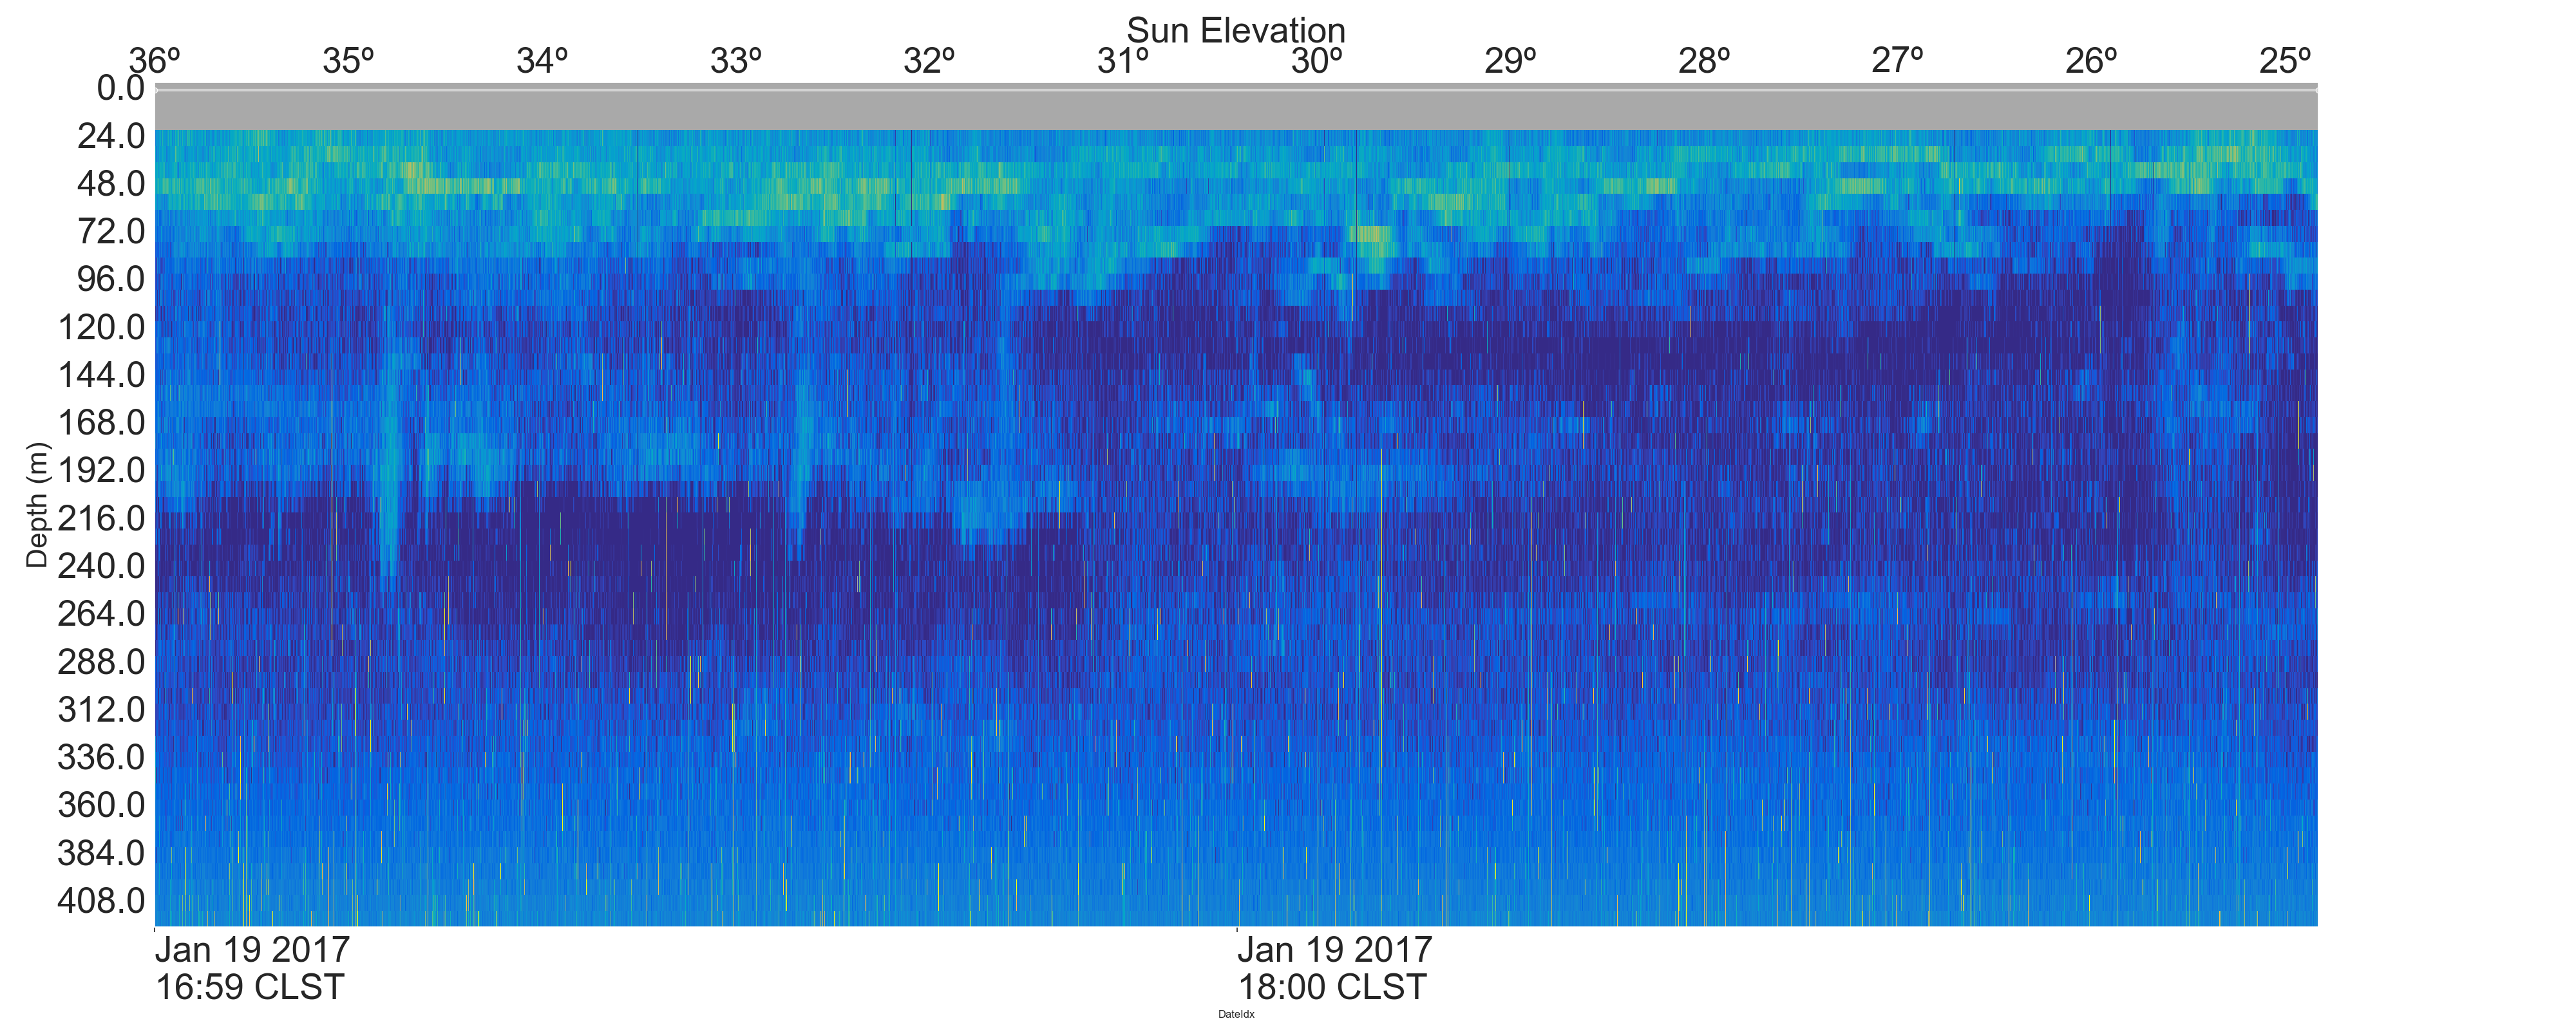 Sun Elevation
36º 35º 34º 33º 32º 31º 30º 29º 28º 27º 26º 25º
0.0
24.0
48.0
72.0
96.0
120.0
144.0
168.0
192.0
216.0
240.0
264.0
288.0
312.0
336.0
360.0
384.0
408.0
Depth (m)
Jan 19 2017
16:59 CLST
Jan 19 2017
18:00 CLST
DateIdx